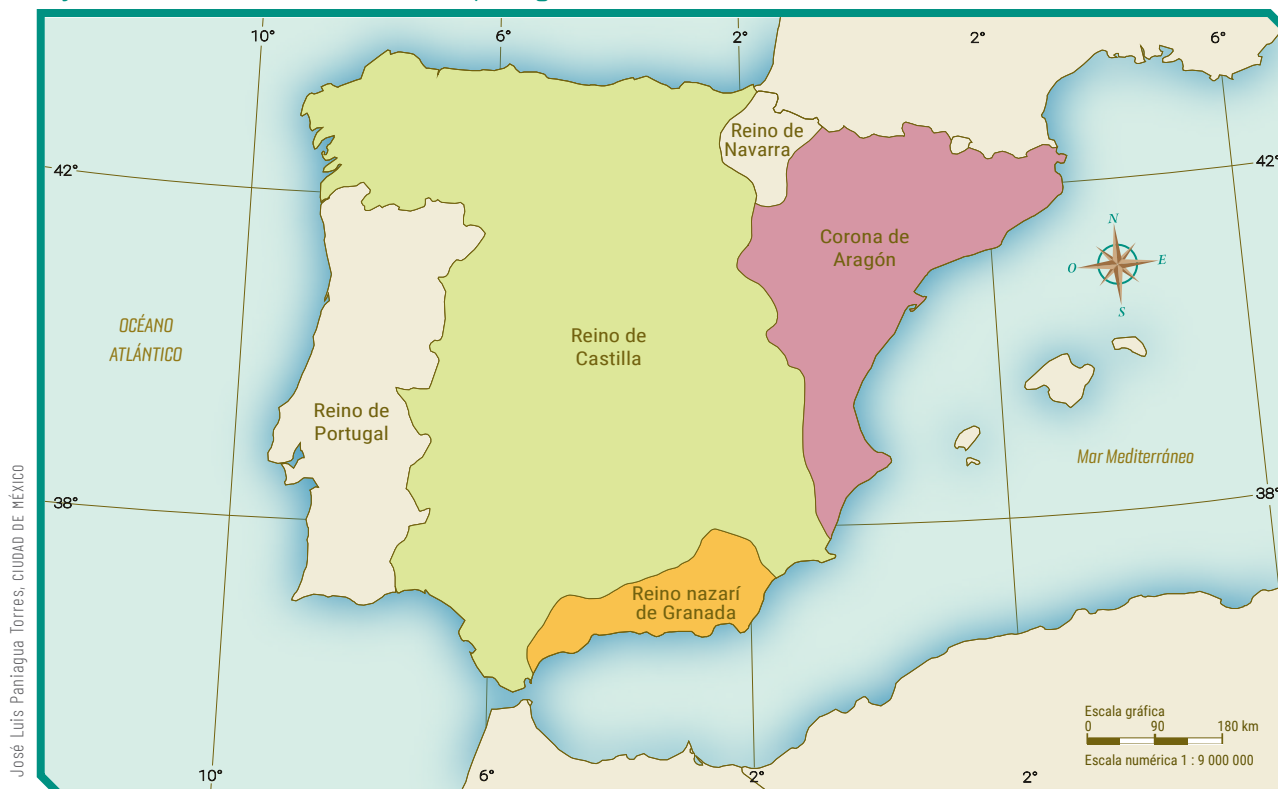 10°
6°
2°
2°
6°
Reino de
Navarra
42°
42°
Corona de
Aragón
N
O
E
S
OCÉANO
ATLÁNTICO
Reino de
Castilla
Reino de
Portugal
Mar Mediterráneo
38°
38°
Reino nazarí
de Granada
Escala gráfica
0 90 180 km
Escala numérica 1 : 9 000 000
10°
6°
2°
2°
José Luis Paniagua Torres, CIUDAD DE MÉXICO